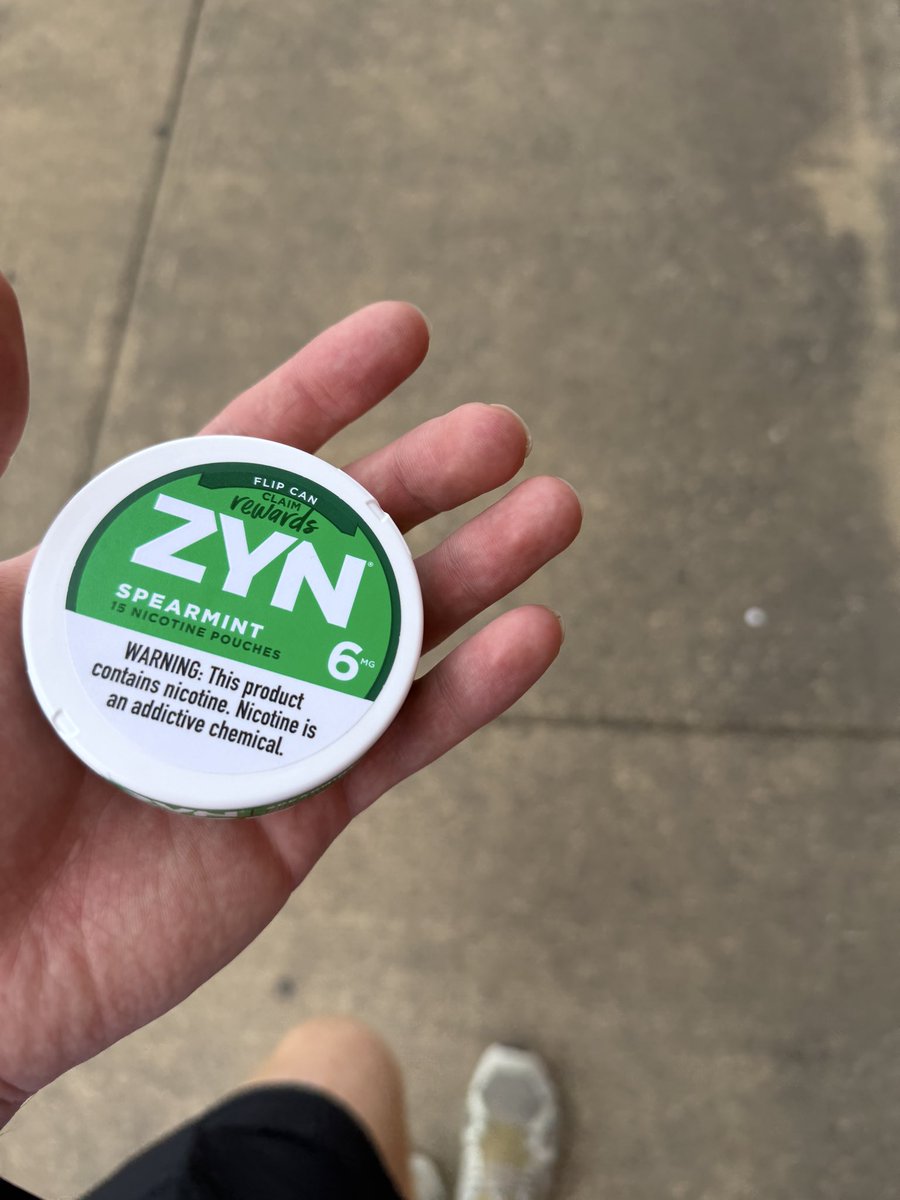 FLIP CAN
CLAIM
rewards
ZYN®
SPEARMINT
15 NICOTINE POUCHES
6 MG
WARNING: This product
contains nicotine. Nicotine is
an addictive chemical.